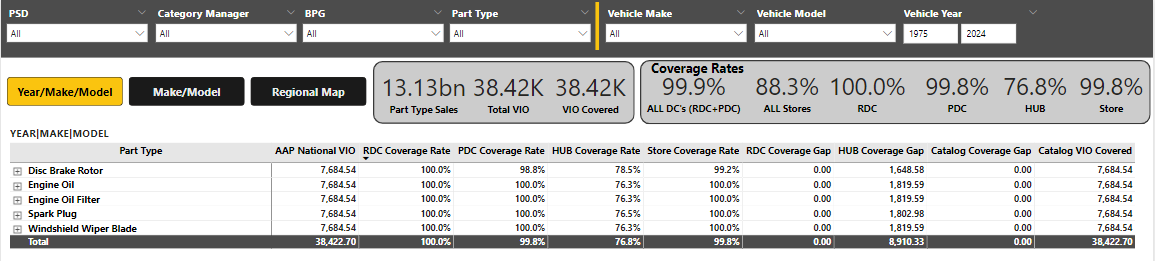 PSD Category Manager BPG Part Type Vehicle Make Vehicle Model Vehicle Year
All All All All All All 1975 2024
Coverage Rates
Year/Make/Model Make/Model Regional Map 13.13bn 38.42K 38.42K 99.9% 88.3% 100.0% 99.8% 76.8% 99.8%
Part Type Sales Total VIO VIO Covered ALL DC's (RDC+PDC) ALL Stores RDC PDC HUB Store
YEAR|MAKE|MODEL
Part Type AAP National VIO RDC Coverage Rate PDC Coverage Rate HUB Coverage Rate Store Coverage Rate RDC Coverage Gap HUB Coverage Gap Catalog Coverage Gap Catalog VIO Covered
Disc Brake Rotor 7,684.54 100.0% 98.8% 78.5% 99.2% 0.00 1,648.58 0.00 7,684.54
Engine Oil 7,684.54 100.0% 100.0% 76.3% 100.0% 0.00 1,819.59 0.00 7,684.54
Engine Oil Filter 7,684.54 100.0% 100.0% 76.3% 100.0% 0.00 1,819.59 0.00 7,684.54
Spark Plug 7,684.54 100.0% 100.0% 76.5% 100.0% 0.00 1,802.98 0.00 7,684.54
Windshield Wiper Blade 7,684.54 100.0% 100.0% 76.3% 100.0% 0.00 1,819.59 0.00 7,684.54
Total 38,422.70 100.0% 99.8% 76.8% 99.8% 0.00 8,910.33 0.00 38,422.70